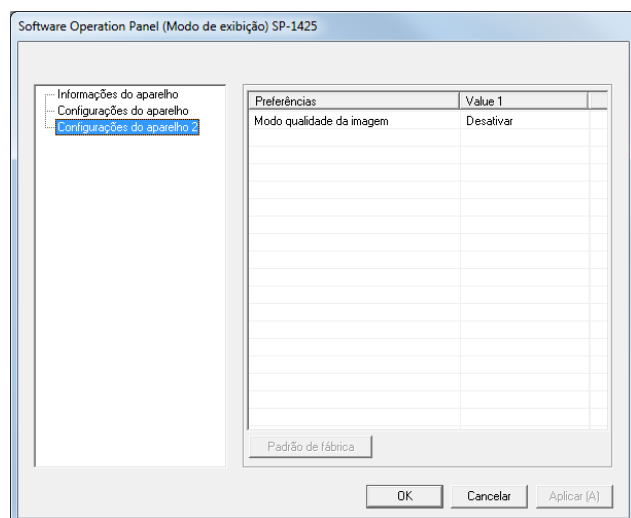 Software Operation Panel (Modo de exibição) SP-1425
Informações do aparelho
Configurações do aparelho
Configurações do aparelho 2
Preferências Value 1
Modo qualidade da imagem Desativar
Padrão de fábrica
OK Cancelar Aplicar (A)